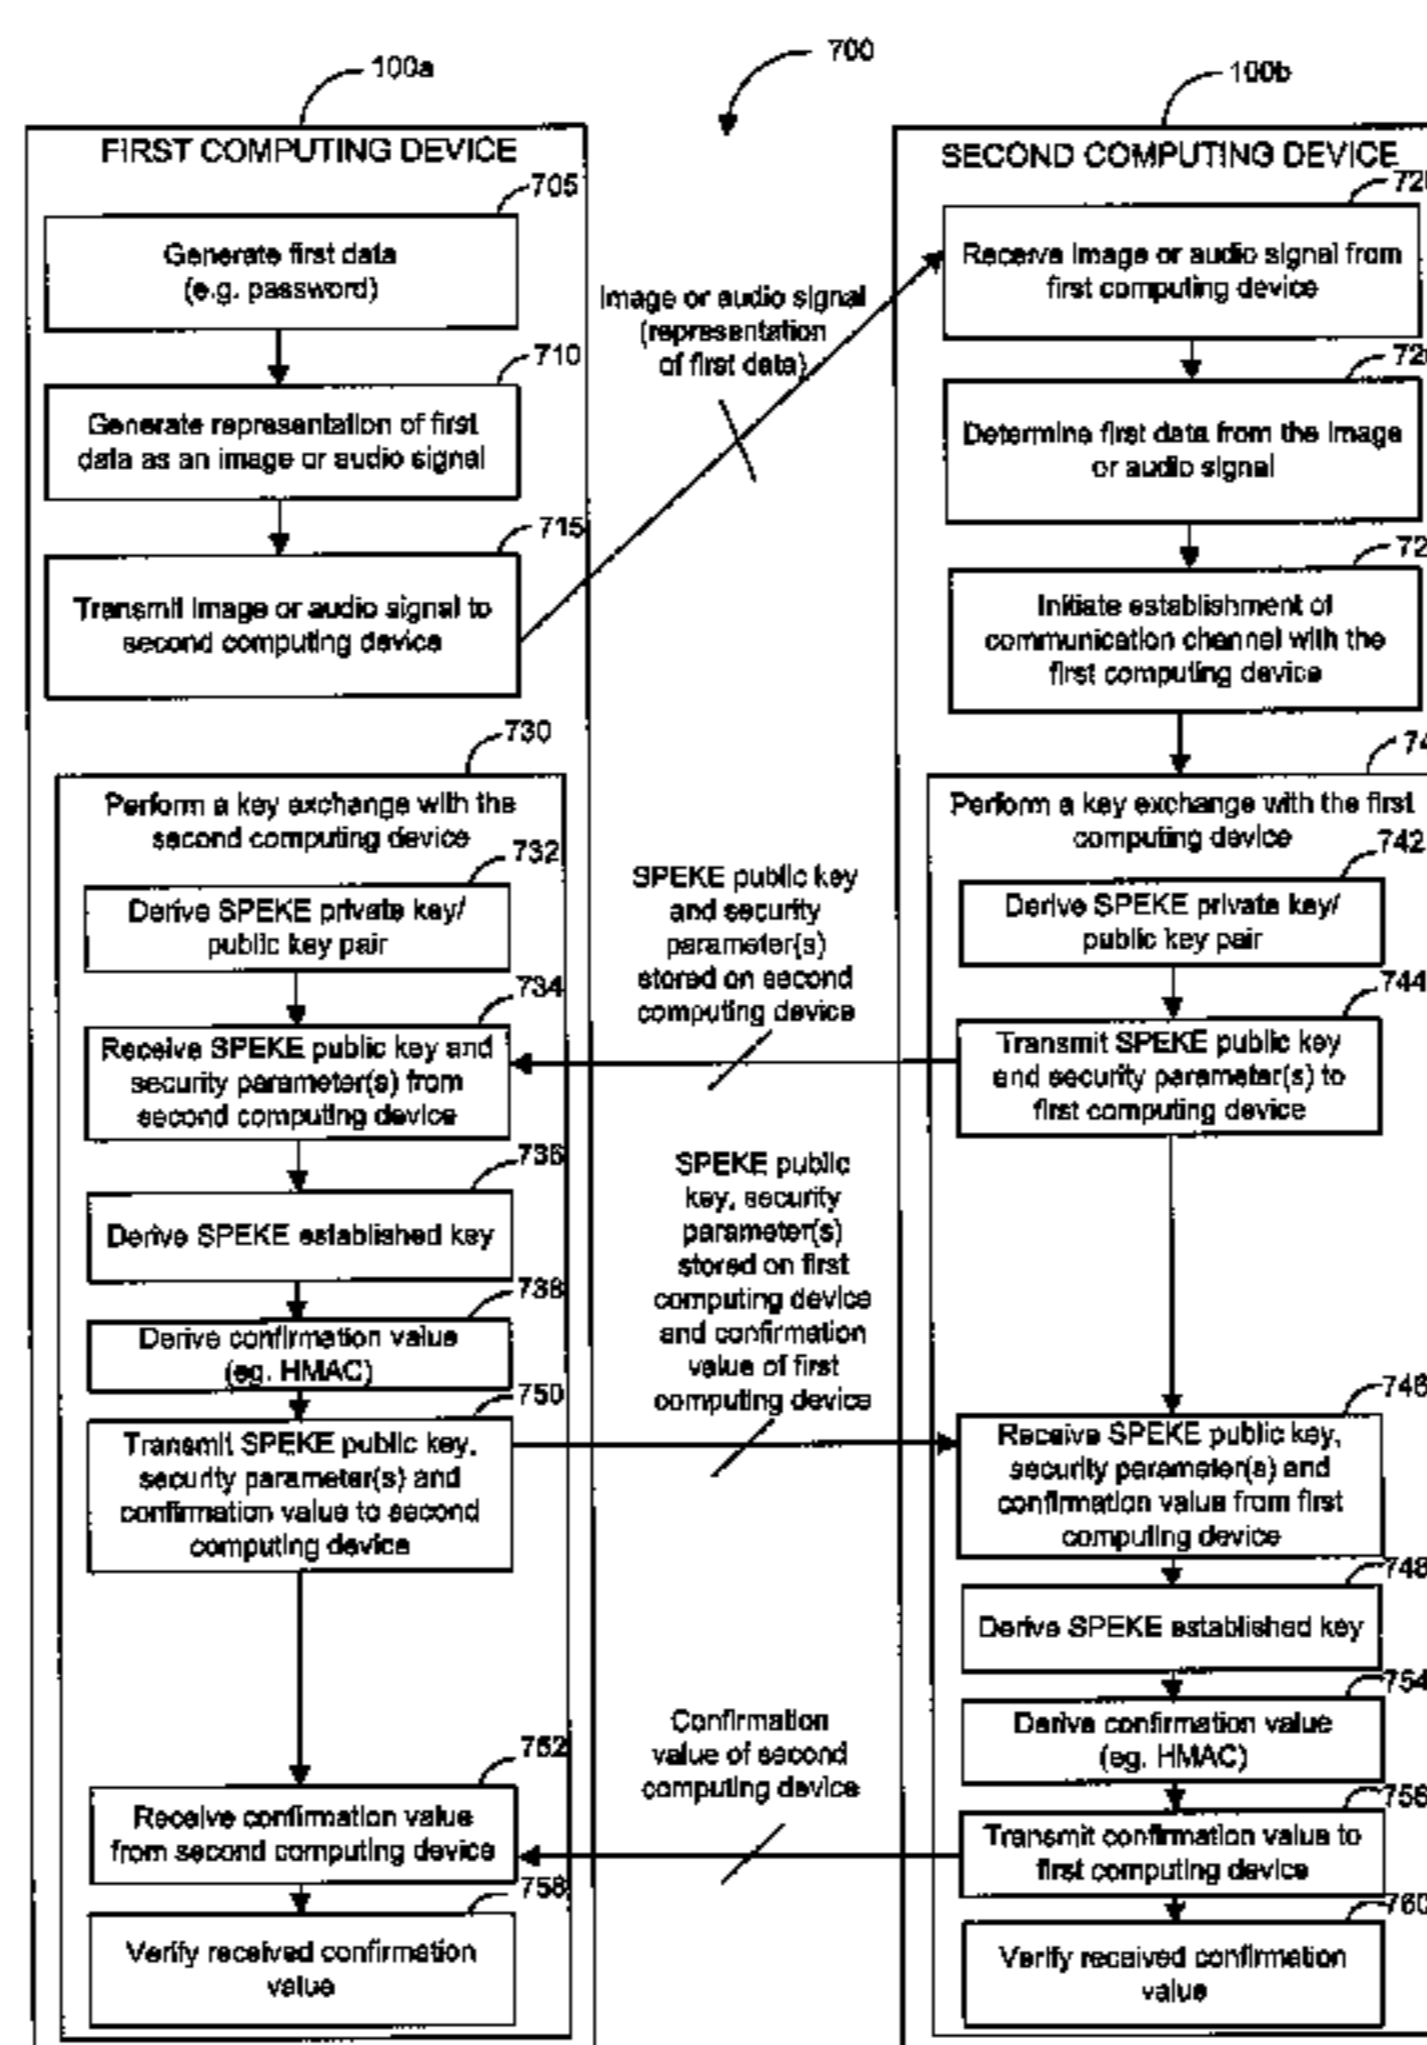 700
100a
FIRST COMPUTING DEVICE
705
Generate first data
(e.g. password)
710
Generate representation of first
data as an image or audio signal
715
Transmit image or audio signal to
second computing device
Image or audio signal
(representation
of first data)
100b
SECOND COMPUTING DEVICE
Receive image or audio signal from
first computing device
Determine first data from the image
or audio signal
Initiate establishment of
communication channel with the
first computing device
730
Perform a key exchange with the
second computing device
732
Derive SPEKE private key/
public key pair
734
Receive SPEKE public key and
security parameter(s) from
second computing device
736
Derive SPEKE established key
738
Derive confirmation value
(eg. HMAC)
750
Transmit SPEKE public key,
security parameter(s) and
confirmation value to second
computing device
752
Receive confirmation value
from second computing device
758
Verify received confirmation
value
SPEKE public key
and security
parameter(s)
stored on second
computing device
SPEKE public
key, security
parameter(s)
stored on first
computing device
and confirmation
value of first
computing device
Confirmation
value of second
computing device
Perform a key exchange with the first
computing device
742
Derive SPEKE private key/
public key pair
744
Transmit SPEKE public key
and security parameter(s) to
first computing device
746
Receive SPEKE public key,
security parameter(s) and
confirmation value from first
computing device
748
Derive SPEKE established key
754
Derive confirmation value
(eg. HMAC)
756
Transmit confirmation value to
first computing device
760
Verify received confirmation
value